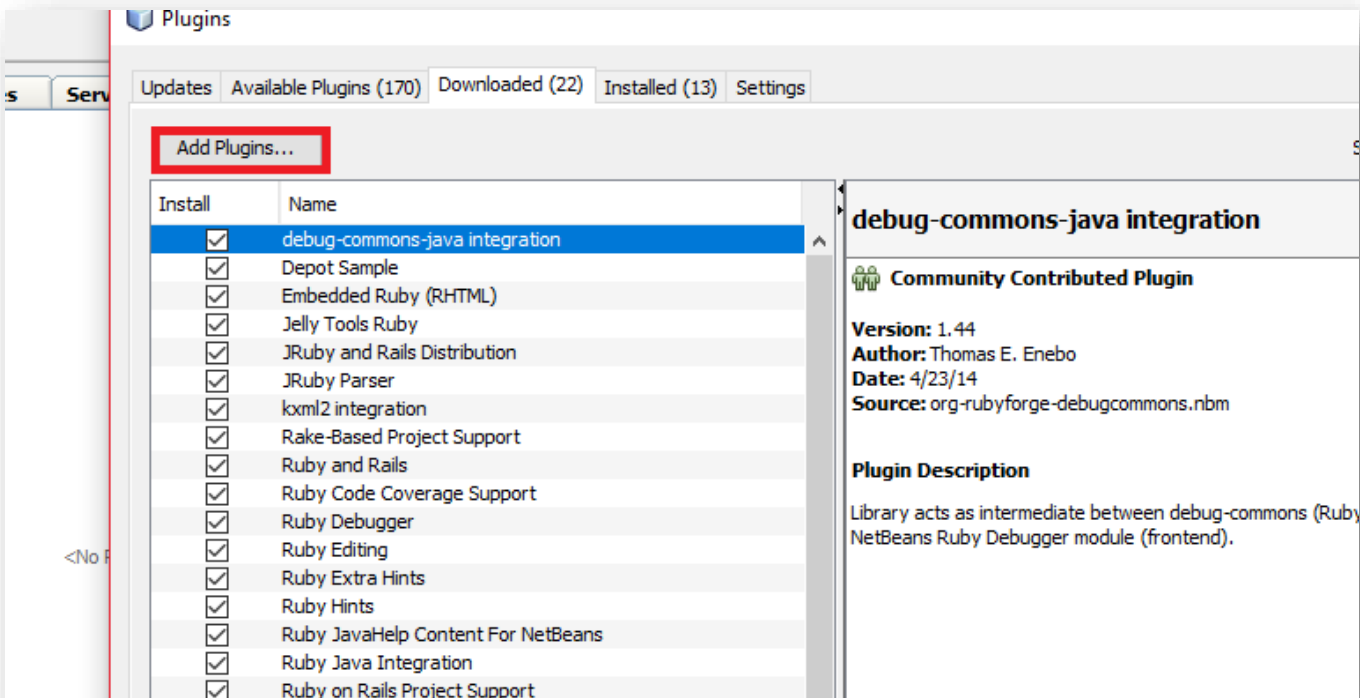 Plugins
Serv
Updates Available Plugins (170) Downloaded (22) Installed (13) Settings
Add Plugins...
Install Name
debug-commons-java integration
Depot Sample
Embedded Ruby (RHTML)
Jelly Tools Ruby
JRuby and Rails Distribution
JRuby Parser
kxml2 integration
Rake-Based Project Support
Ruby and Rails
Ruby Code Coverage Support
Ruby Debugger
Ruby Editing
Ruby Extra Hints
Ruby Hints
Ruby JavaHelp Content For NetBeans
Ruby Java Integration
Ruby on Rails Project Support
debug-commons-java integration
Community Contributed Plugin
Version: 1.44
Author: Thomas E. Enebo
Date: 4/23/14
Source: org-rubyforge-debugcommons.nbm
Plugin Description
Library acts as intermediate between debug-commons (Ruby
NetBeans Ruby Debugger module (frontend).
<No